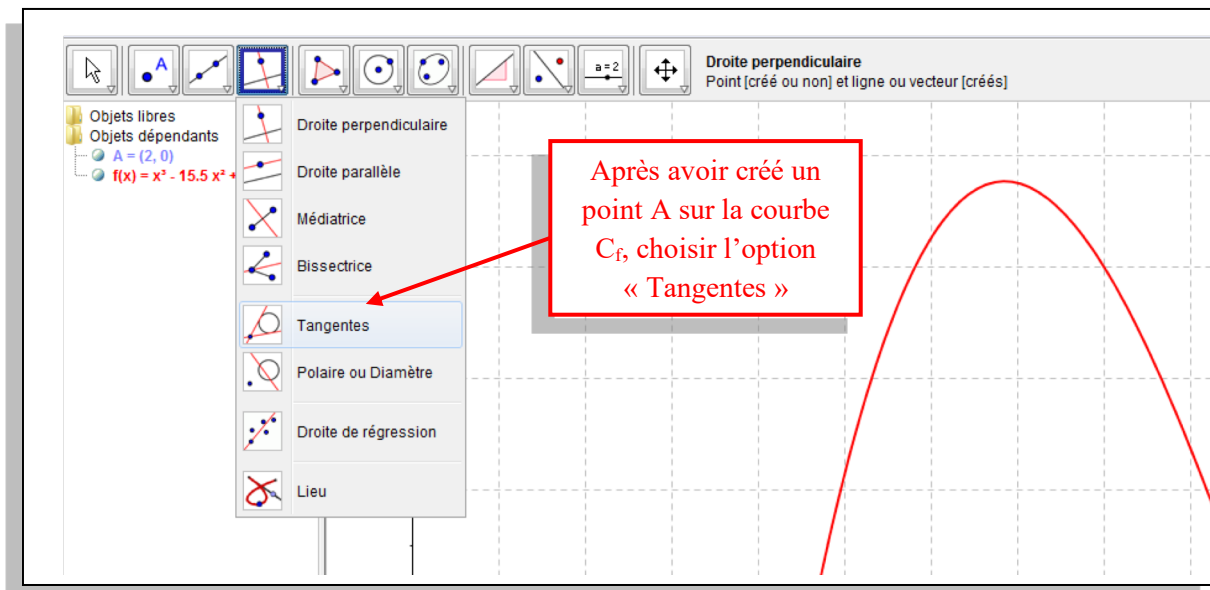 A
a = 2
Droite perpendiculaire
Point [créé ou non] et ligne ou vecteur [créés]
Objets libres
Objets dépendants
A = (2, 0)
f(x) = x³ - 15.5 x² +
Droite perpendiculaire
Droite parallèle
Médiatrice
Bissectrice
Tangentes
Polaire ou Diamètre
Droite de régression
Lieu
Après avoir créé un
point A sur la courbe
Cf, choisir l’option
« Tangentes »